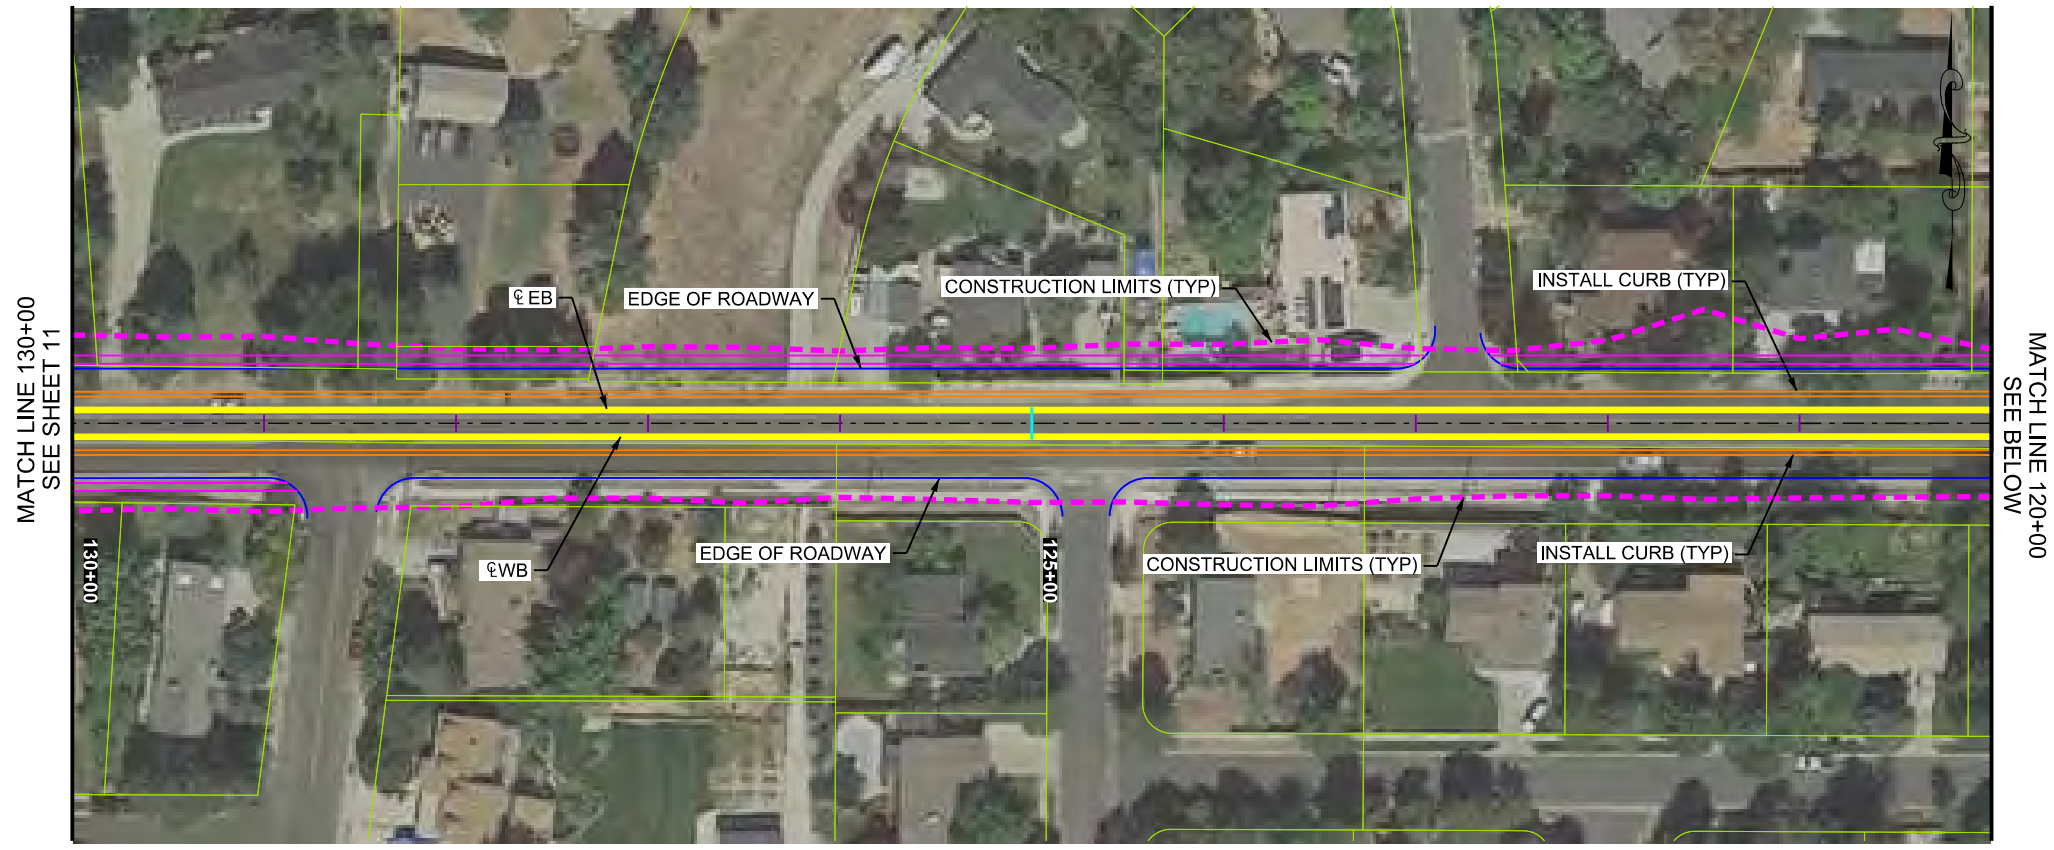 MATCH LINE 130+00
SEE SHEET 11
℄ EB
EDGE OF ROADWAY
CONSTRUCTION LIMITS (TYP)
INSTALL CURB (TYP)
MATCH LINE 120+00
SEE BELOW
130+00
℄ WB
EDGE OF ROADWAY
125+00
CONSTRUCTION LIMITS (TYP)
INSTALL CURB (TYP)